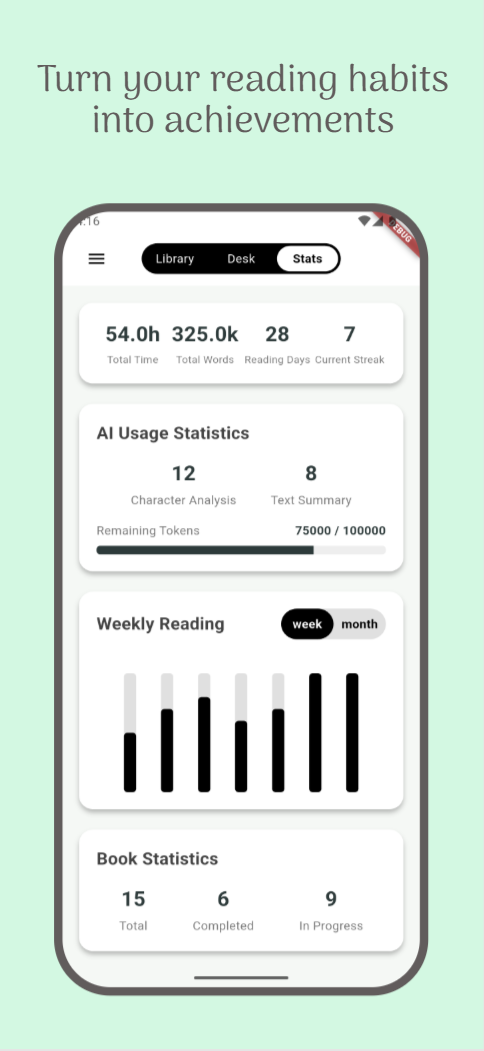 Turn your reading habits
into achievements
:16
EBUG
Library Desk Stats
54.0h 325.0k 28 7
Total Time Total Words Reading Days Current Streak
AI Usage Statistics
12 8
Character Analysis Text Summary
Remaining Tokens 75000 / 100000
Weekly Reading week month
Book Statistics
15 6 9
Total Completed In Progress